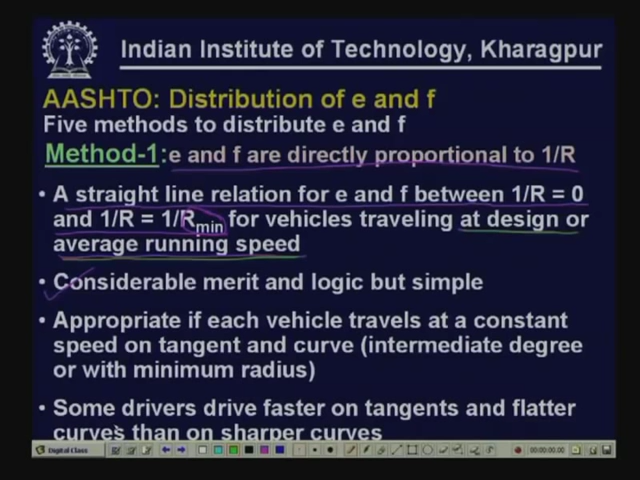 Indian Institute of Technology, Kharagpur
AASHTO: Distribution of e and f
Five methods to distribute e and f
Method-1:e and f are directly proportional to 1/R
• A straight line relation for e and f between 1/R = 0
and 1/R = 1/Rmin for vehicles traveling at design or
average running speed
• Considerable merit and logic but simple
• Appropriate if each vehicle travels at a constant
speed on tangent and curve (intermediate degree
or with minimum radius)
• Some drivers drive faster on tangents and flatter
curves than on sharper curves
Digital Class
00:00:00.00